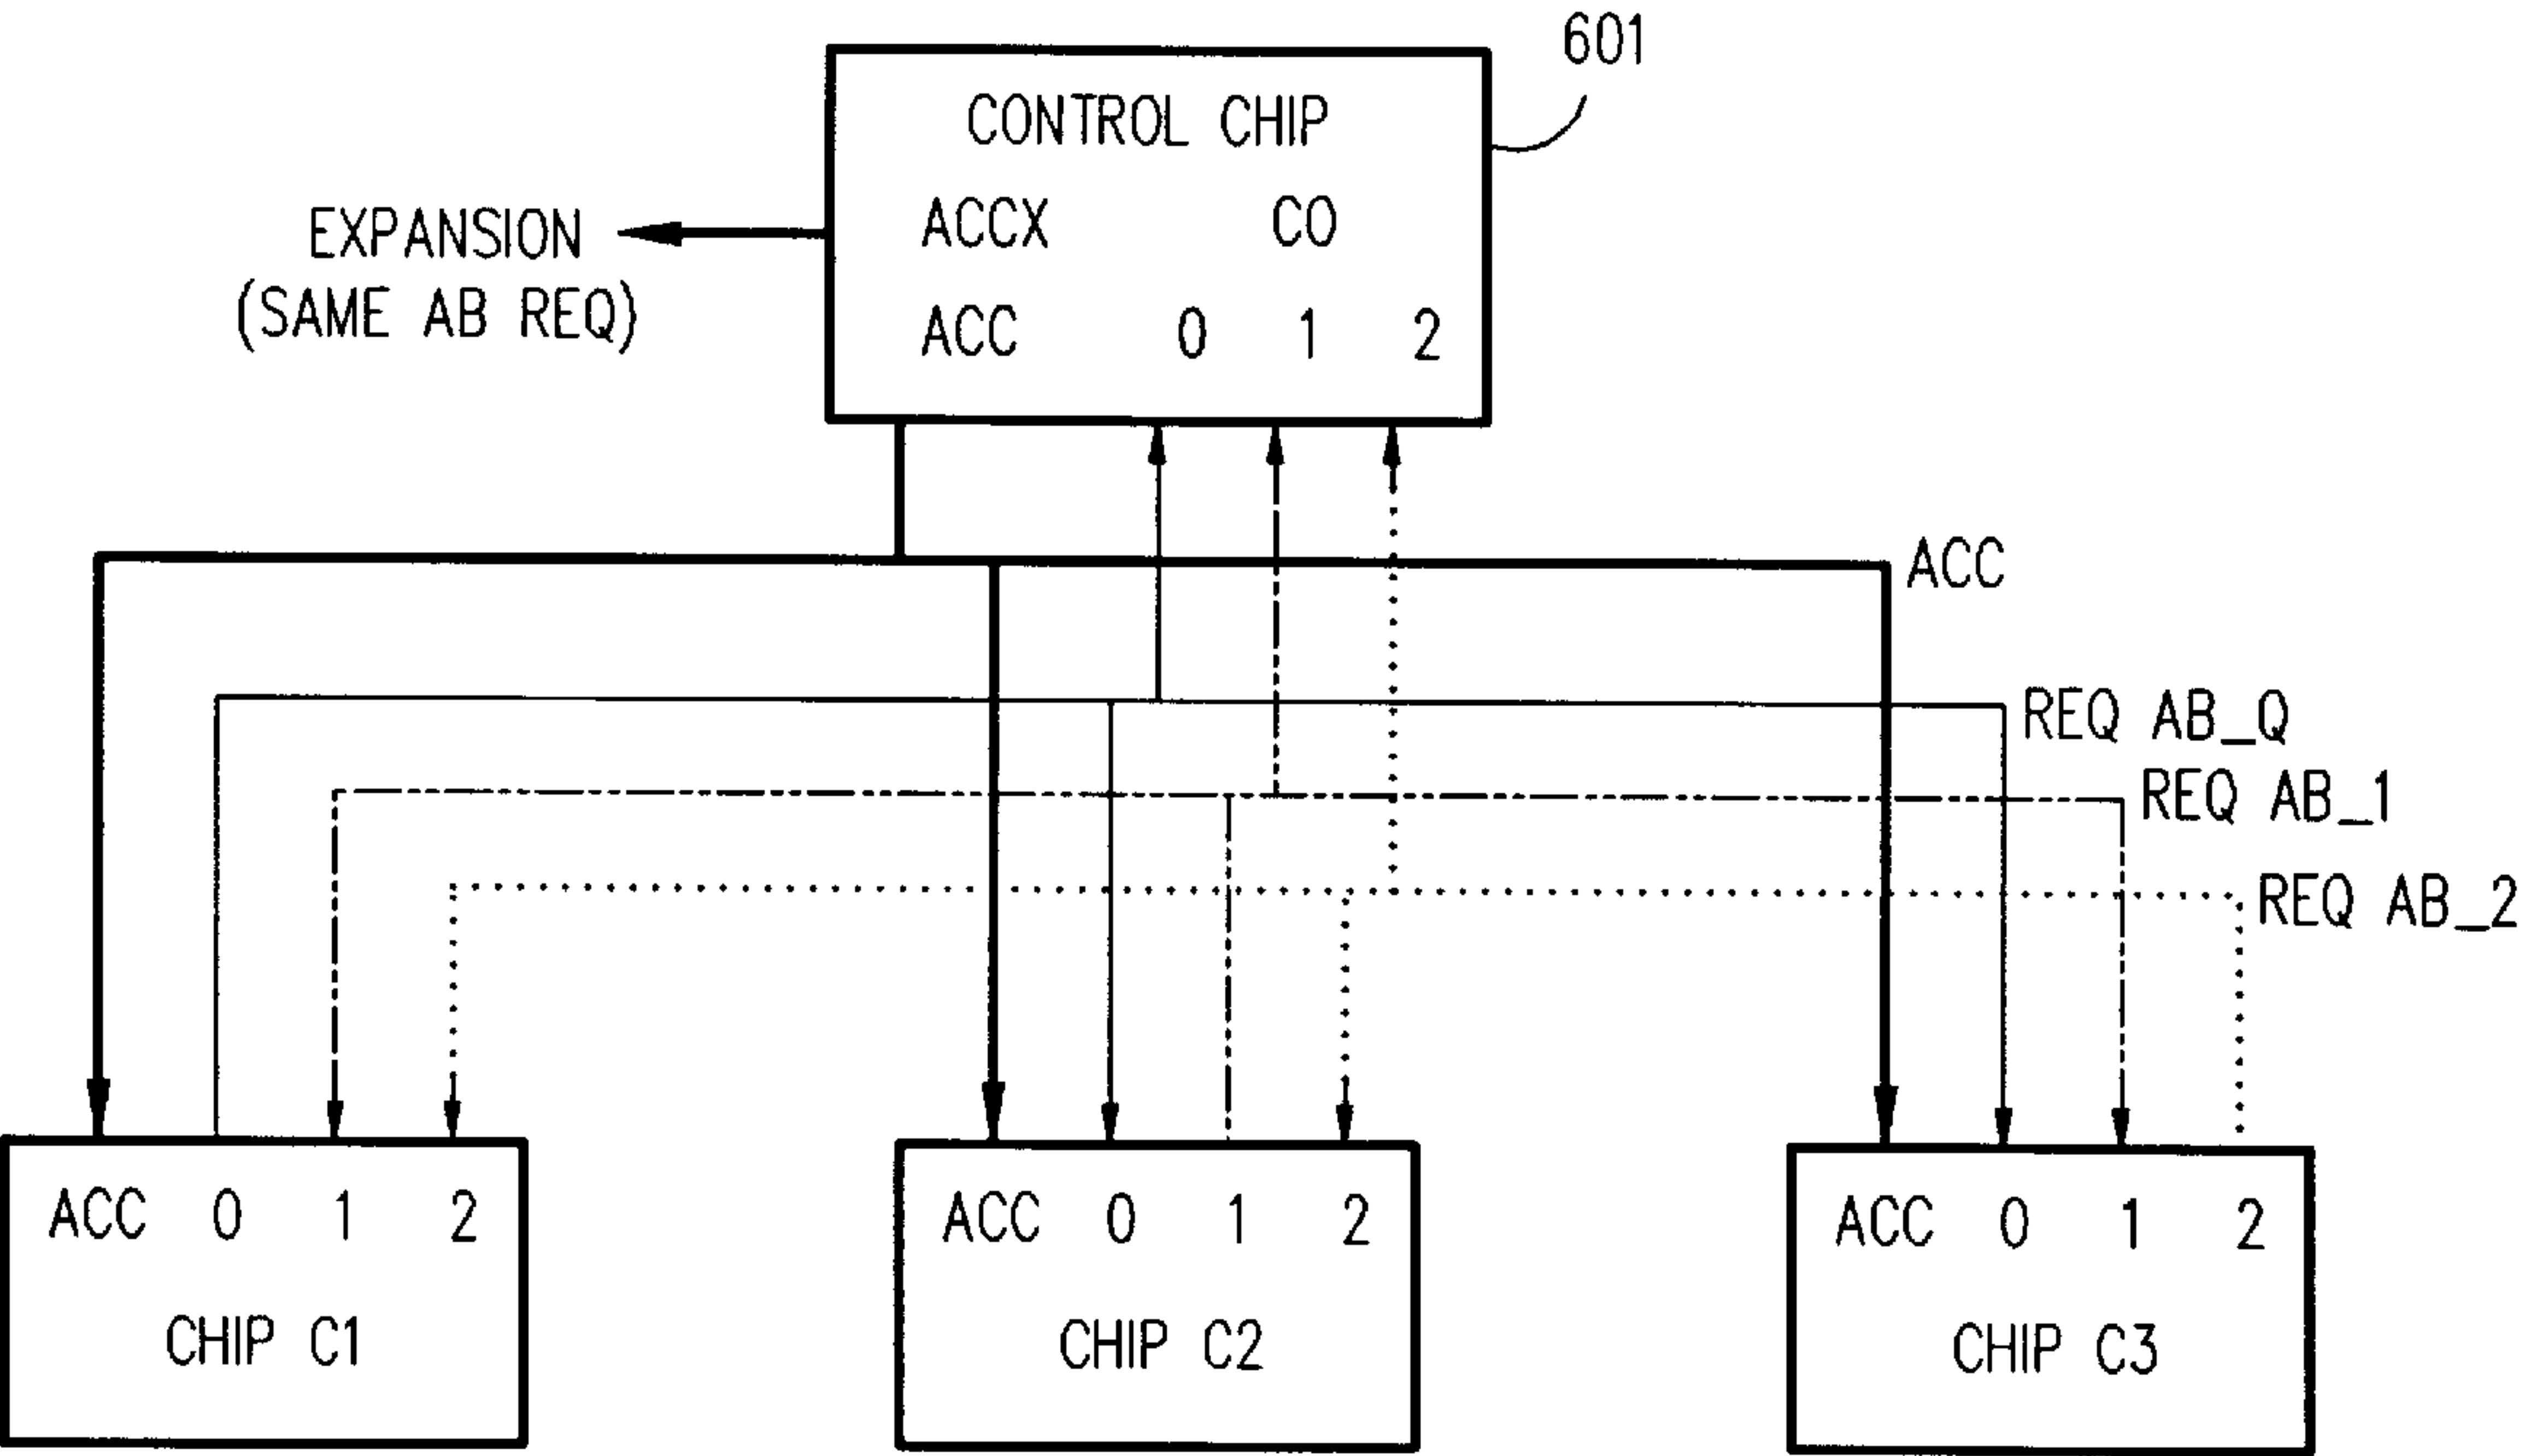 601
CONTROL CHIP
ACCX CO
ACC 0 1 2
EXPANSION
(SAME AB REQ)
ACC
REQ AB_Q
REQ AB_1
REQ AB_2
ACC 0 1 2
CHIP C1
ACC 0 1 2
CHIP C2
ACC 0 1 2
CHIP C3